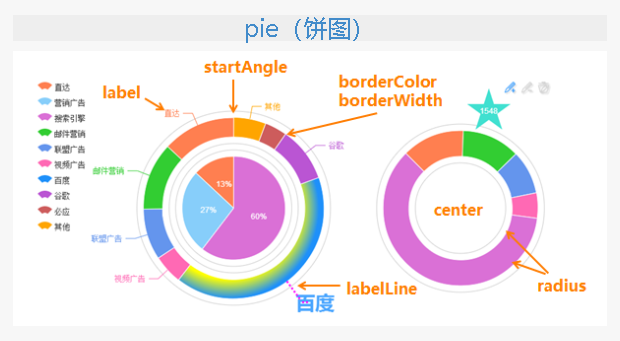 pie（饼图）
startAngle
borderColor
borderWidth
label
直达
营销广告
搜索引擎
邮件营销
联盟广告
视频广告
百度
谷歌
必应
其他
直达
其他
谷歌
邮件营销
联盟广告
视频广告
百度
13%
27%
60%
labelLine
1548
center
radius